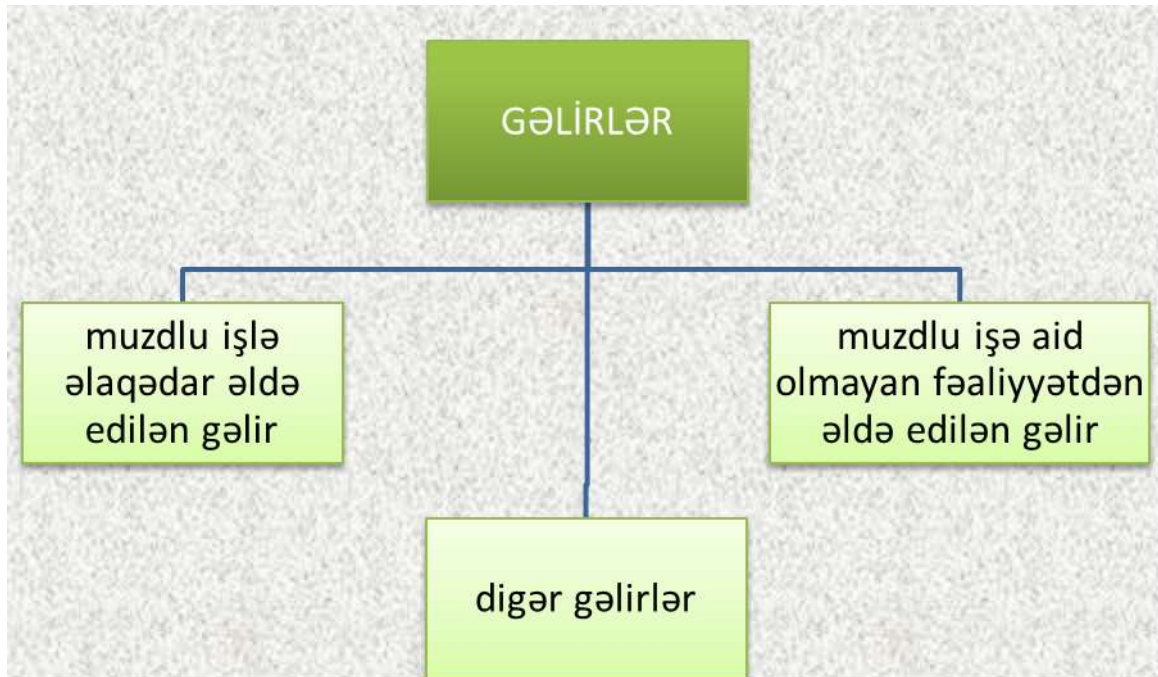 GƏLİRLƏR
muzdlu işlə
əlaqədar əldə
edilən gəlir
muzdlu işə aid
olmayan fəaliyyətdən
əldə edilən gəlir
digər gəlirlər